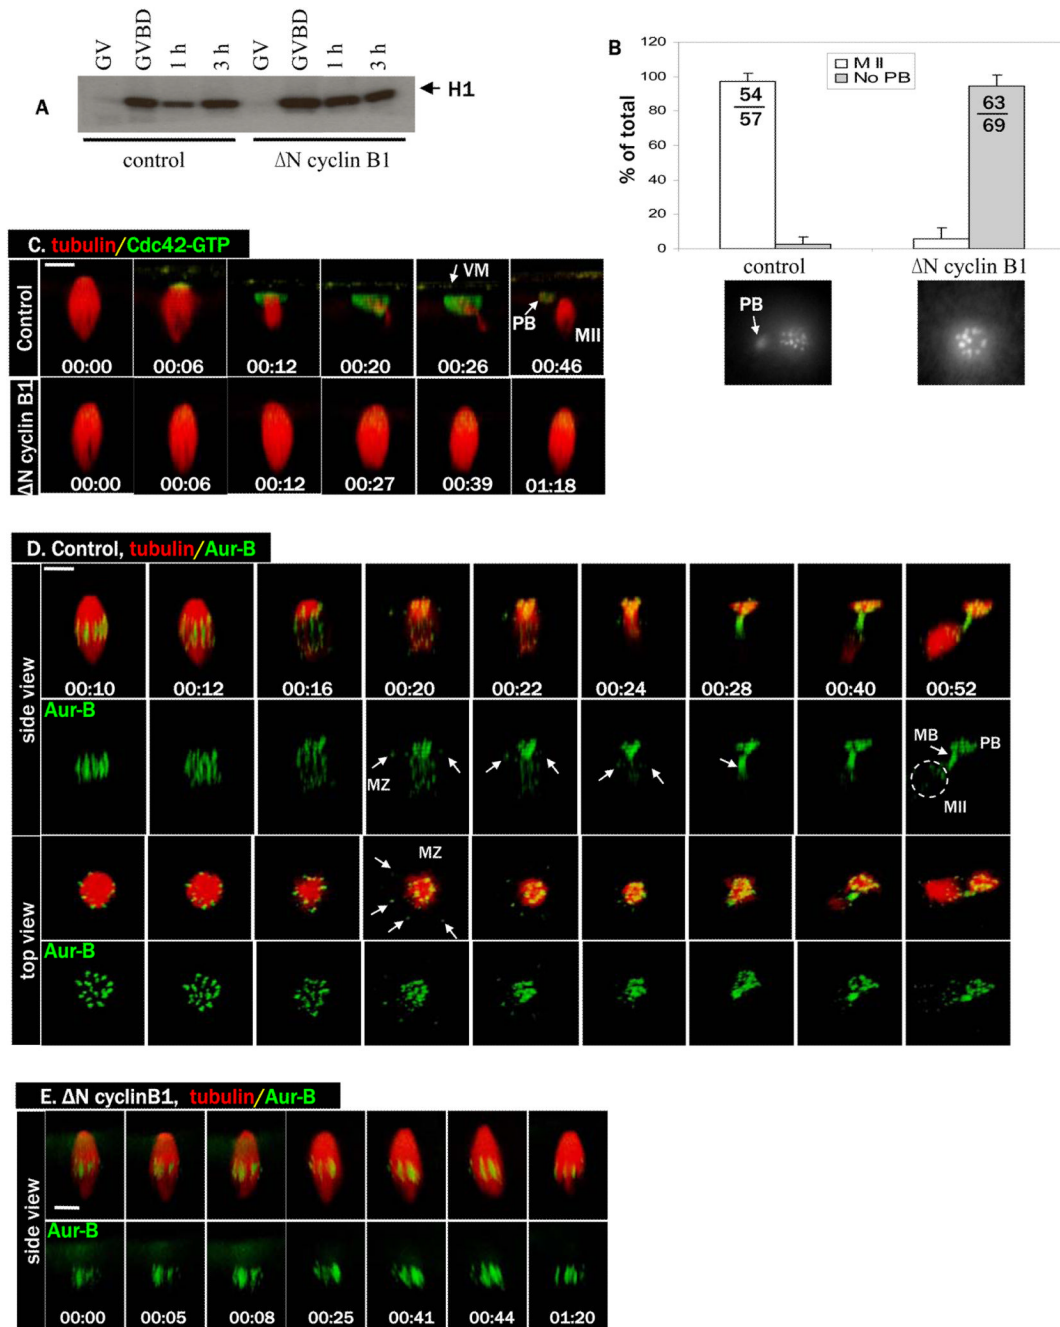 GV
GVBD
1 h
3 h
GV
GVBD
1 h
3 h
A
H1
control
ΔN cyclin B1
B
120
100
80
60
40
20
0
% of total
M II
No PB
54
57
63
69
control
ΔN cyclin B1
PB
C. tubulin/Cdc42-GTP
Control
VM
PB
MII
00:00
00:06
00:12
00:20
00:26
00:46
ΔN cyclin B1
00:00
00:06
00:12
00:27
00:39
01:18
D. Control, tubulin/Aur-B
side view
00:10
00:12
00:16
00:20
00:22
00:24
00:28
00:40
00:52
Aur-B
MZ
MB
PB
MII
top view
MZ
Aur-B
E. ΔN cyclinB1, tubulin/Aur-B
side view
Aur-B
00:00
00:05
00:08
00:25
00:41
00:44
01:20